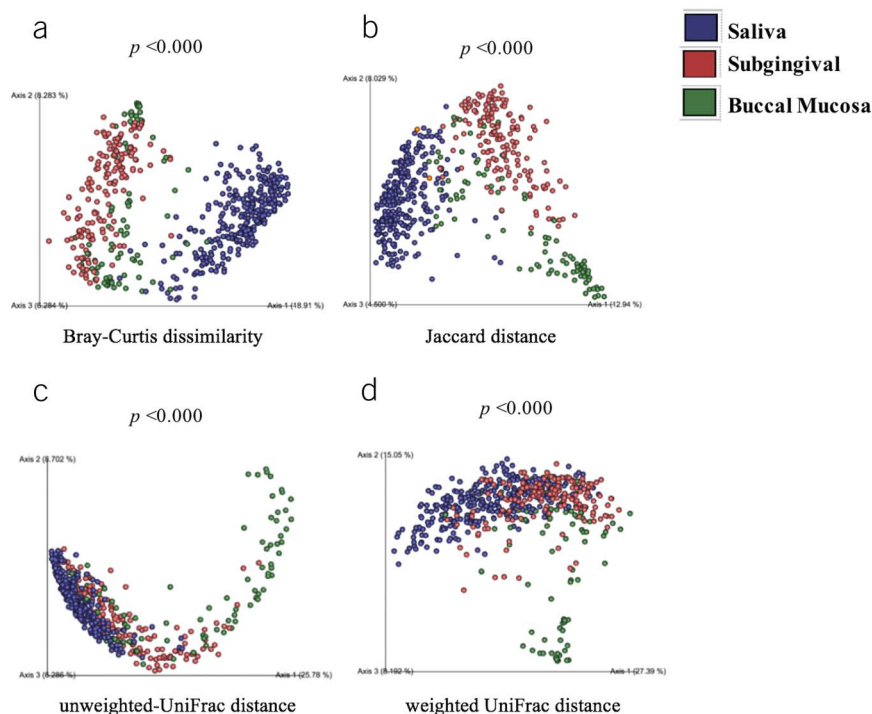 a
p <0.000
Axis 2 (8.283 %)
Axis 3 (6.284 %)
Axis 1 (18.91 %)
Bray-Curtis dissimilarity
b
p <0.000
Axis 2 (8.029 %)
Axis 3 (4.500 %)
Axis 1 (12.94 %)
Jaccard distance
Saliva
Subgingival
Buccal Mucosa
c
p <0.000
Axis 2 (8.702 %)
Axis 3 (5.286 %)
Axis 1 (25.78 %)
unweighted-UniFrac distance
d
p <0.000
Axis 2 (15.05 %)
Axis 3 (8.192 %)
Axis 1 (27.39 %)
weighted UniFrac distance